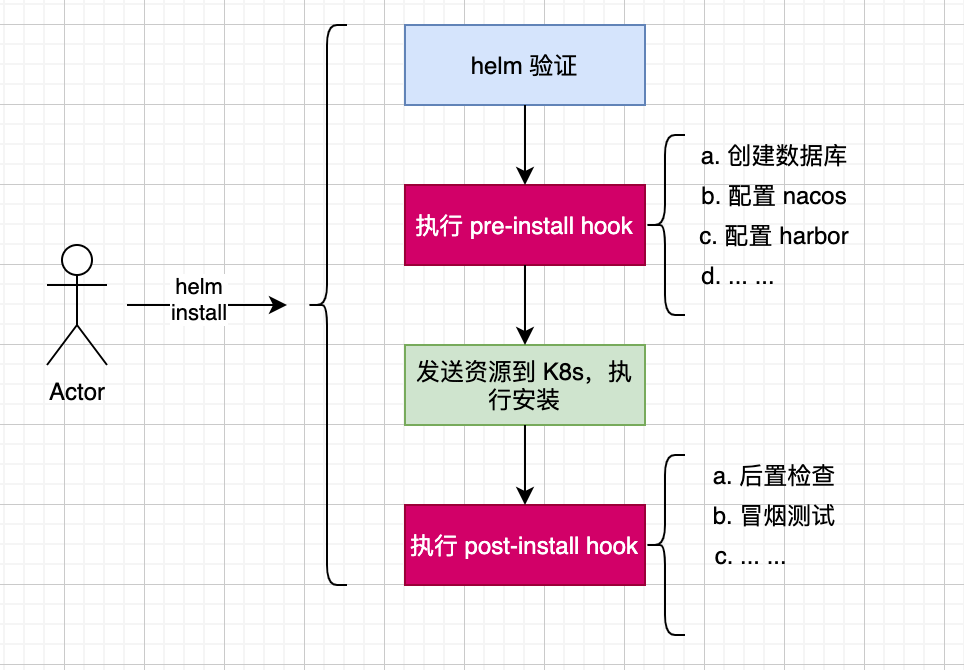 helm 验证
执行 pre-install hook
a. 创建数据库
b. 配置 nacos
c. 配置 harbor
d. ... ...
helm
install
Actor
发送资源到 K8s，执
行安装
执行 post-install hook
a. 后置检查
b. 冒烟测试
c. ... ...